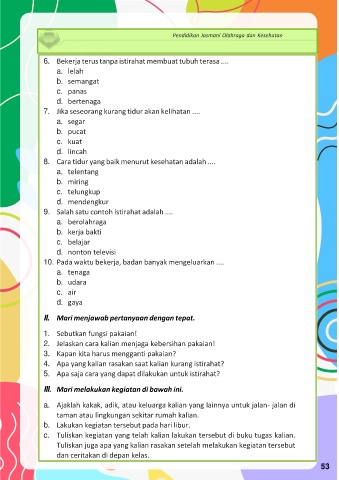 Pendidikan Jasmani Olahraga dan Kesehatan
6. Bekerja terus tanpa istirahat membuat tubuh terasa ....
a. lelah
b. semangat
c. panas
d. bertenaga
7. Jika seseorang kurang tidur akan kelihatan ....
a. segar
b. pucat
c. kuat
d. lincah
8. Cara tidur yang baik menurut kesehatan adalah ....
a. telentang
b. miring
c. telungkup
d. mendengkur
9. Salah satu contoh istirahat adalah ....
a. berolahraga
b. kerja bakti
c. belajar
d. nonton televisi
10. Pada waktu bekerja, badan banyak mengeluarkan ....
a. tenaga
b. udara
c. air
d. gaya
II. Mari menjawab pertanyaan dengan tepat.
1. Sebutkan fungsi pakaian!
2. Jelaskan cara kalian menjaga kebersihan pakaian!
3. Kapan kita harus mengganti pakaian?
4. Apa yang kalian rasakan saat kalian kurang istirahat?
5. Apa saja cara yang dapat dilakukan untuk istirahat?
III. Mari melakukan kegiatan di bawah ini.
a. Ajaklah kakak, adik, atau keluarga kalian yang lainnya untuk jalan- jalan di
taman atau lingkungan sekitar rumah kalian.
b. Lakukan kegiatan tersebut pada hari libur.
c. Tuliskan kegiatan yang telah kalian lakukan tersebut di buku tugas kalian.
Tuliskan juga apa yang kalian rasakan setelah melakukan kegiatan tersebut
dan ceritakan di depan kelas.
53